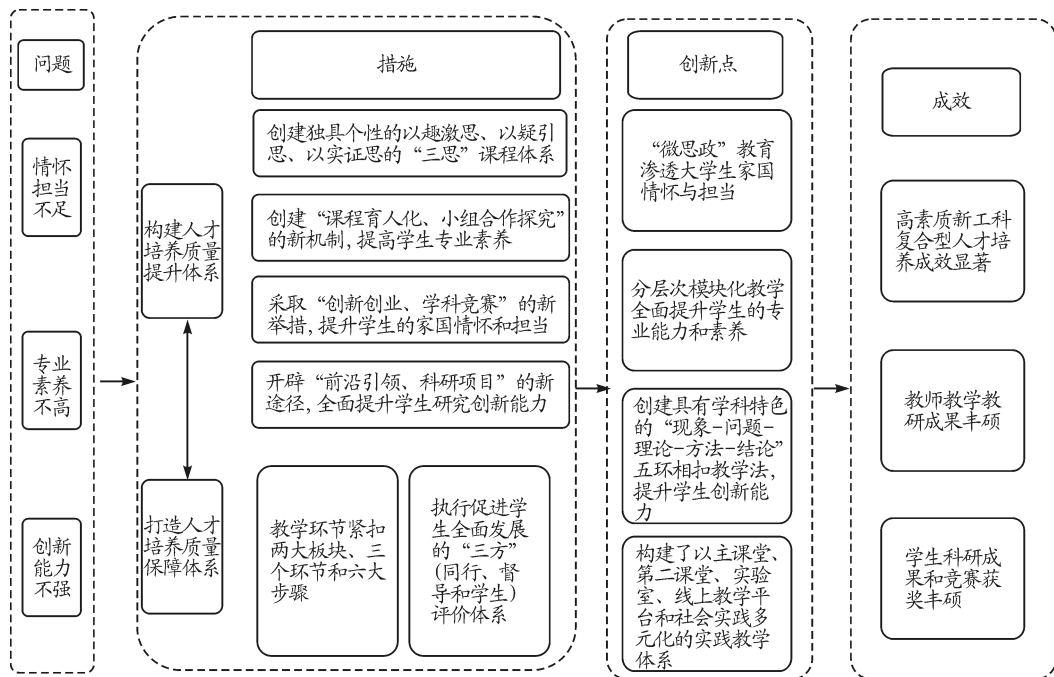 问题
情怀
担当
不足
专业
素养
不高
创新
能力
不强
构建人才
培养质量
提升体系
打造人才
培养质量
保障体系
措施
创建独具个性的以趣激思、以疑引
思、以实证思的“三思”课程体系
创建“课程育人化、小组合作探究”
的新机制,提高学生专业素养
采取“创新创业、学科竞赛”的新
举措,提升学生的家国情怀和担当
开辟“前沿引领、科研项目”的新
途径,全面提升学生研究创新能力
教学环节紧扣
两大板块、三
个环节和六大
步骤
执行促进学
生全面发展
的“三方”
(同行、督
导和学生)
评价体系
创新点
“微思政”教育
渗透大学生家国
情怀与担当
分层次模块化教学
全面提升学生的专
业能力和素养
创建具有学科特色
的“现象-问题-
理论-方法-结论”
五环相扣教学法,
提升学生创新能
力
构建了以主课堂、
第二课堂、实验
室、线上教学平
台和社会实践多
元化的实践教学
体系
成效
高素质新工科
复合型人才培
养成效显著
教师教学教
研成果丰硕
学生科研成
果和竞赛获
奖丰硕